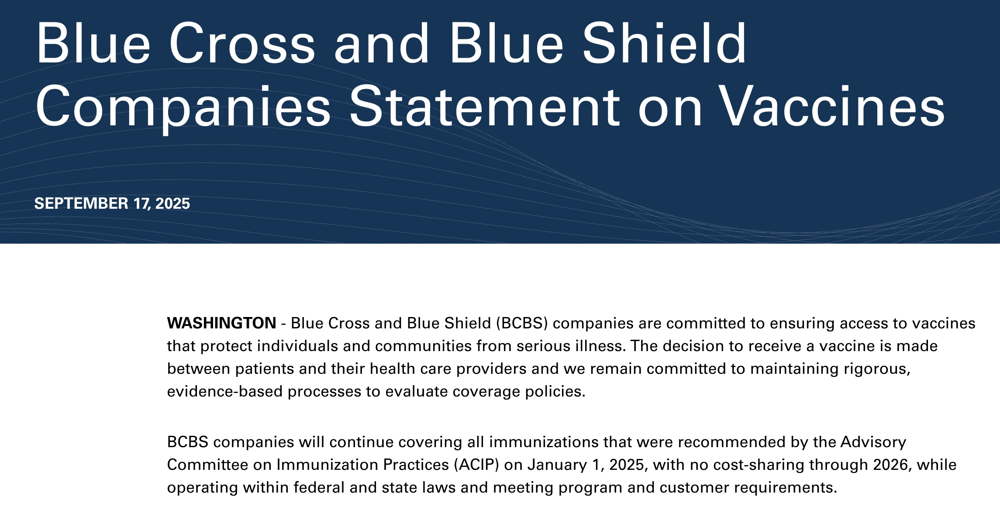 Blue Cross and Blue Shield
Companies Statement on Vaccines
SEPTEMBER 17, 2025
WASHINGTON - Blue Cross and Blue Shield (BCBS) companies are committed to ensuring access to vaccines
that protect individuals and communities from serious illness. The decision to receive a vaccine is made
between patients and their health care providers and we remain committed to maintaining rigorous,
evidence-based processes to evaluate coverage policies.
BCBS companies will continue covering all immunizations that were recommended by the Advisory
Committee on Immunization Practices (ACIP) on January 1, 2025, with no cost-sharing through 2026, while
operating within federal and state laws and meeting program and customer requirements.